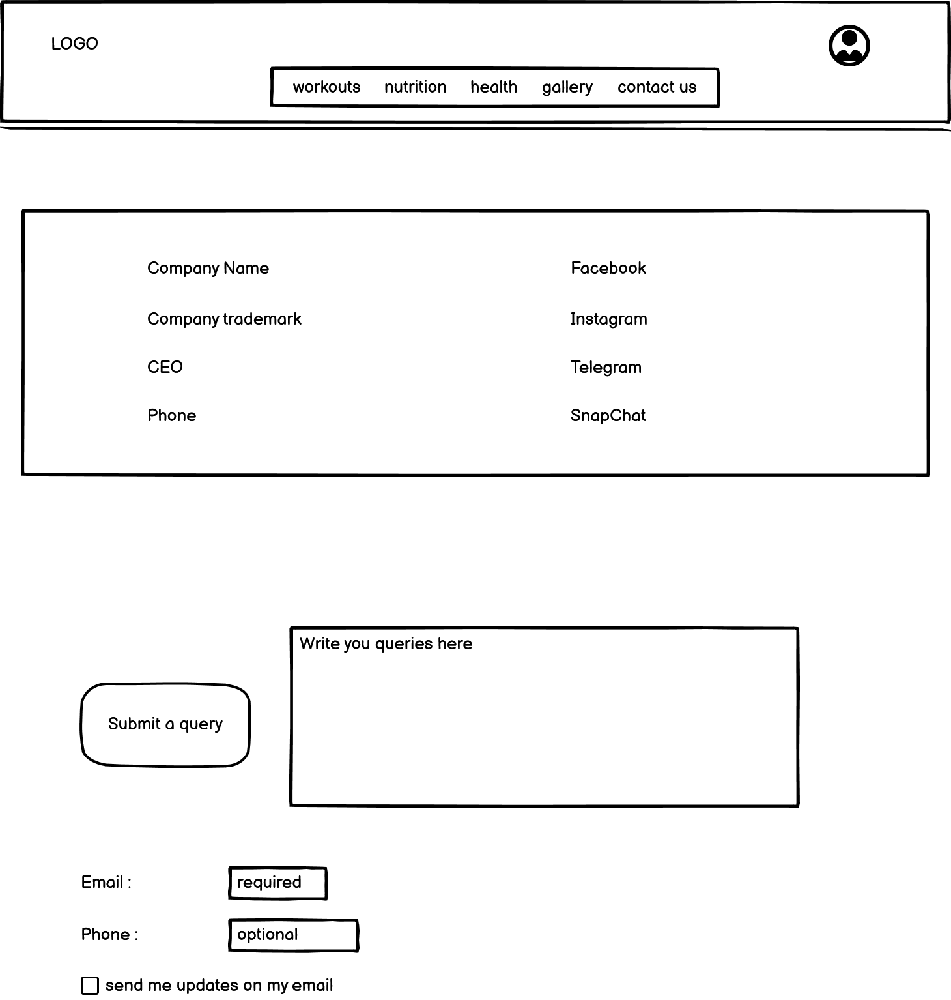 LOGO
workouts nutrition health gallery contact us
Company Name
Company trademark
CEO
Phone
Facebook
Instagram
Telegram
SnapChat
Write you queries here
Submit a query
Email : required
Phone : optional
send me updates on my email